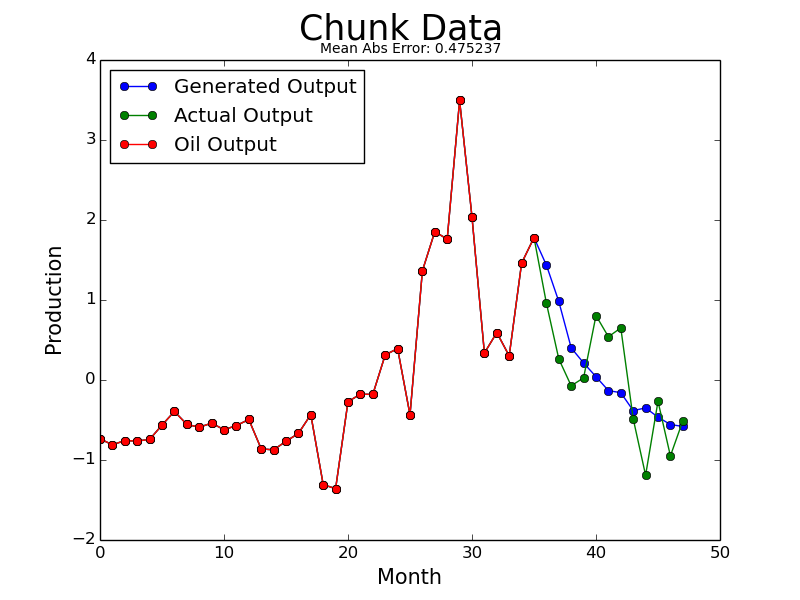 Chunk Data
Mean Abs Error: 0.475237
Generated Output
Actual Output
Oil Output
4
3
2
1
0
−1
−2
Production
0 10 20 30 40 50
Month